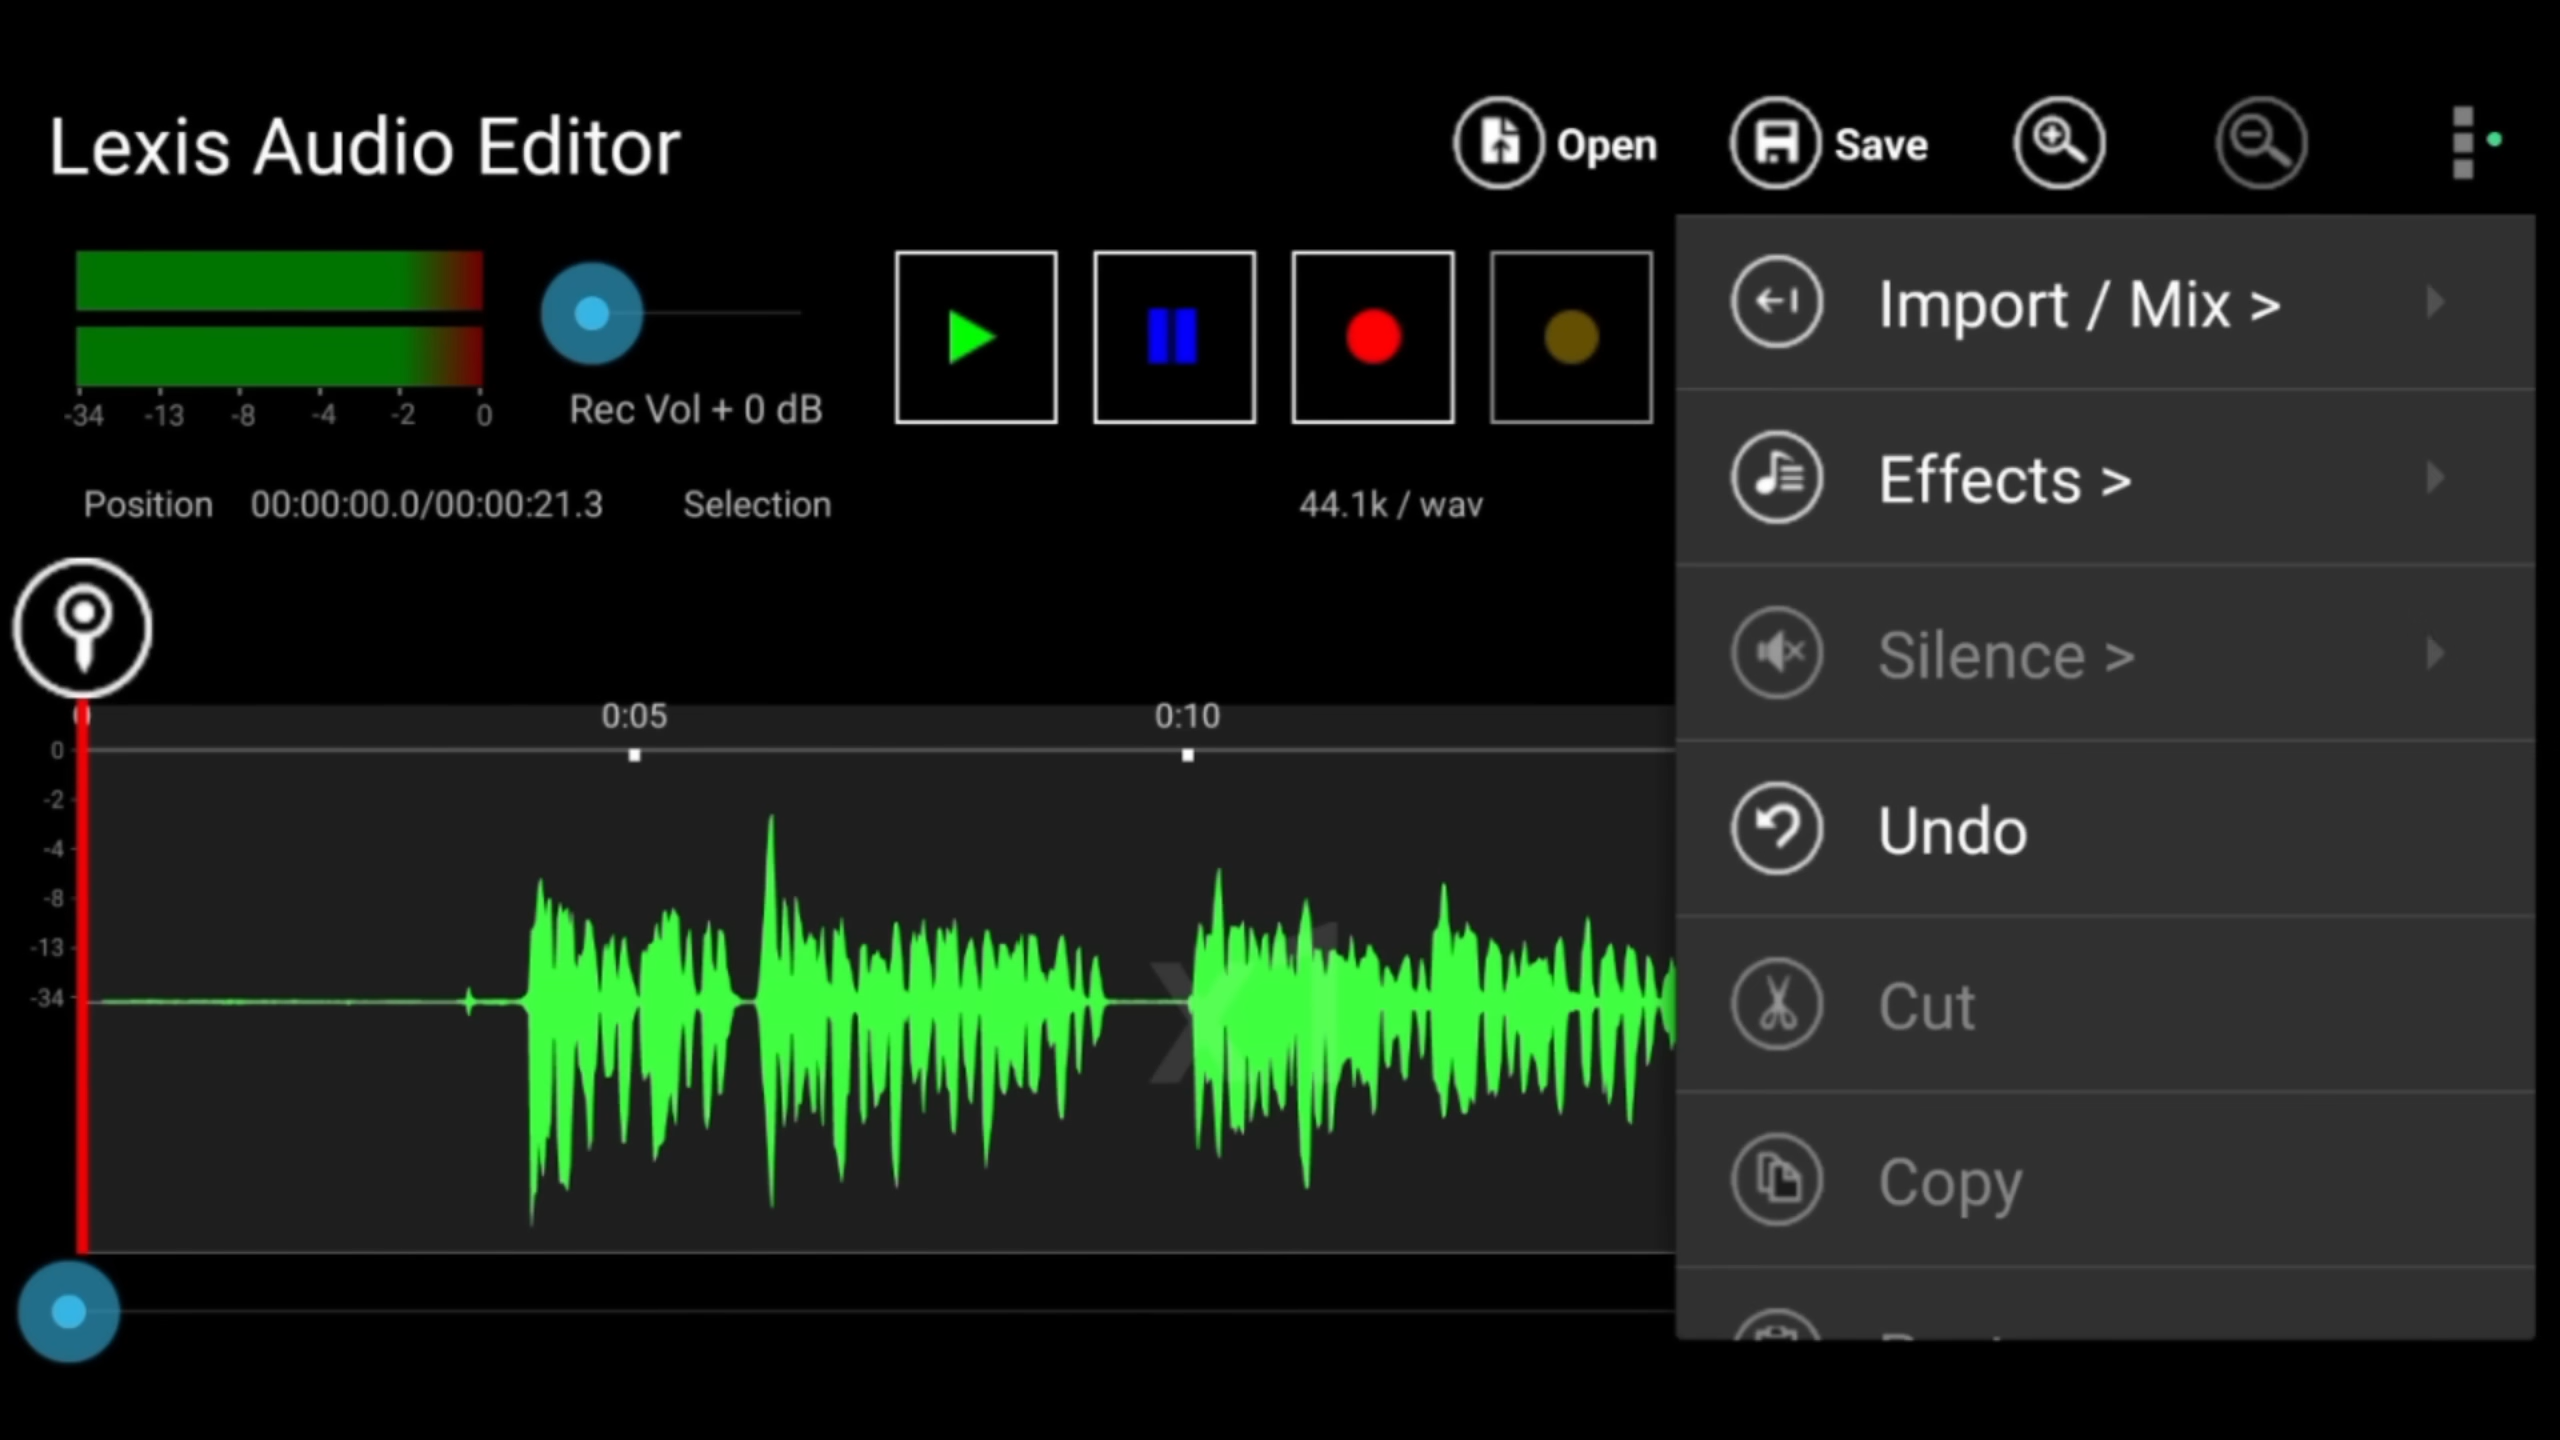 Lexis Audio Editor
Open
Save
Import / Mix >
-34 -13 -8 -4 -2 0
Rec Vol + 0 dB
Effects >
Position 00:00:00.0/00:00:21.3 Selection 44.1k / wav
Silence >
0 0:05 0:10
0
-2
-4
-8
-13
-34
x1
Undo
Cut
Copy